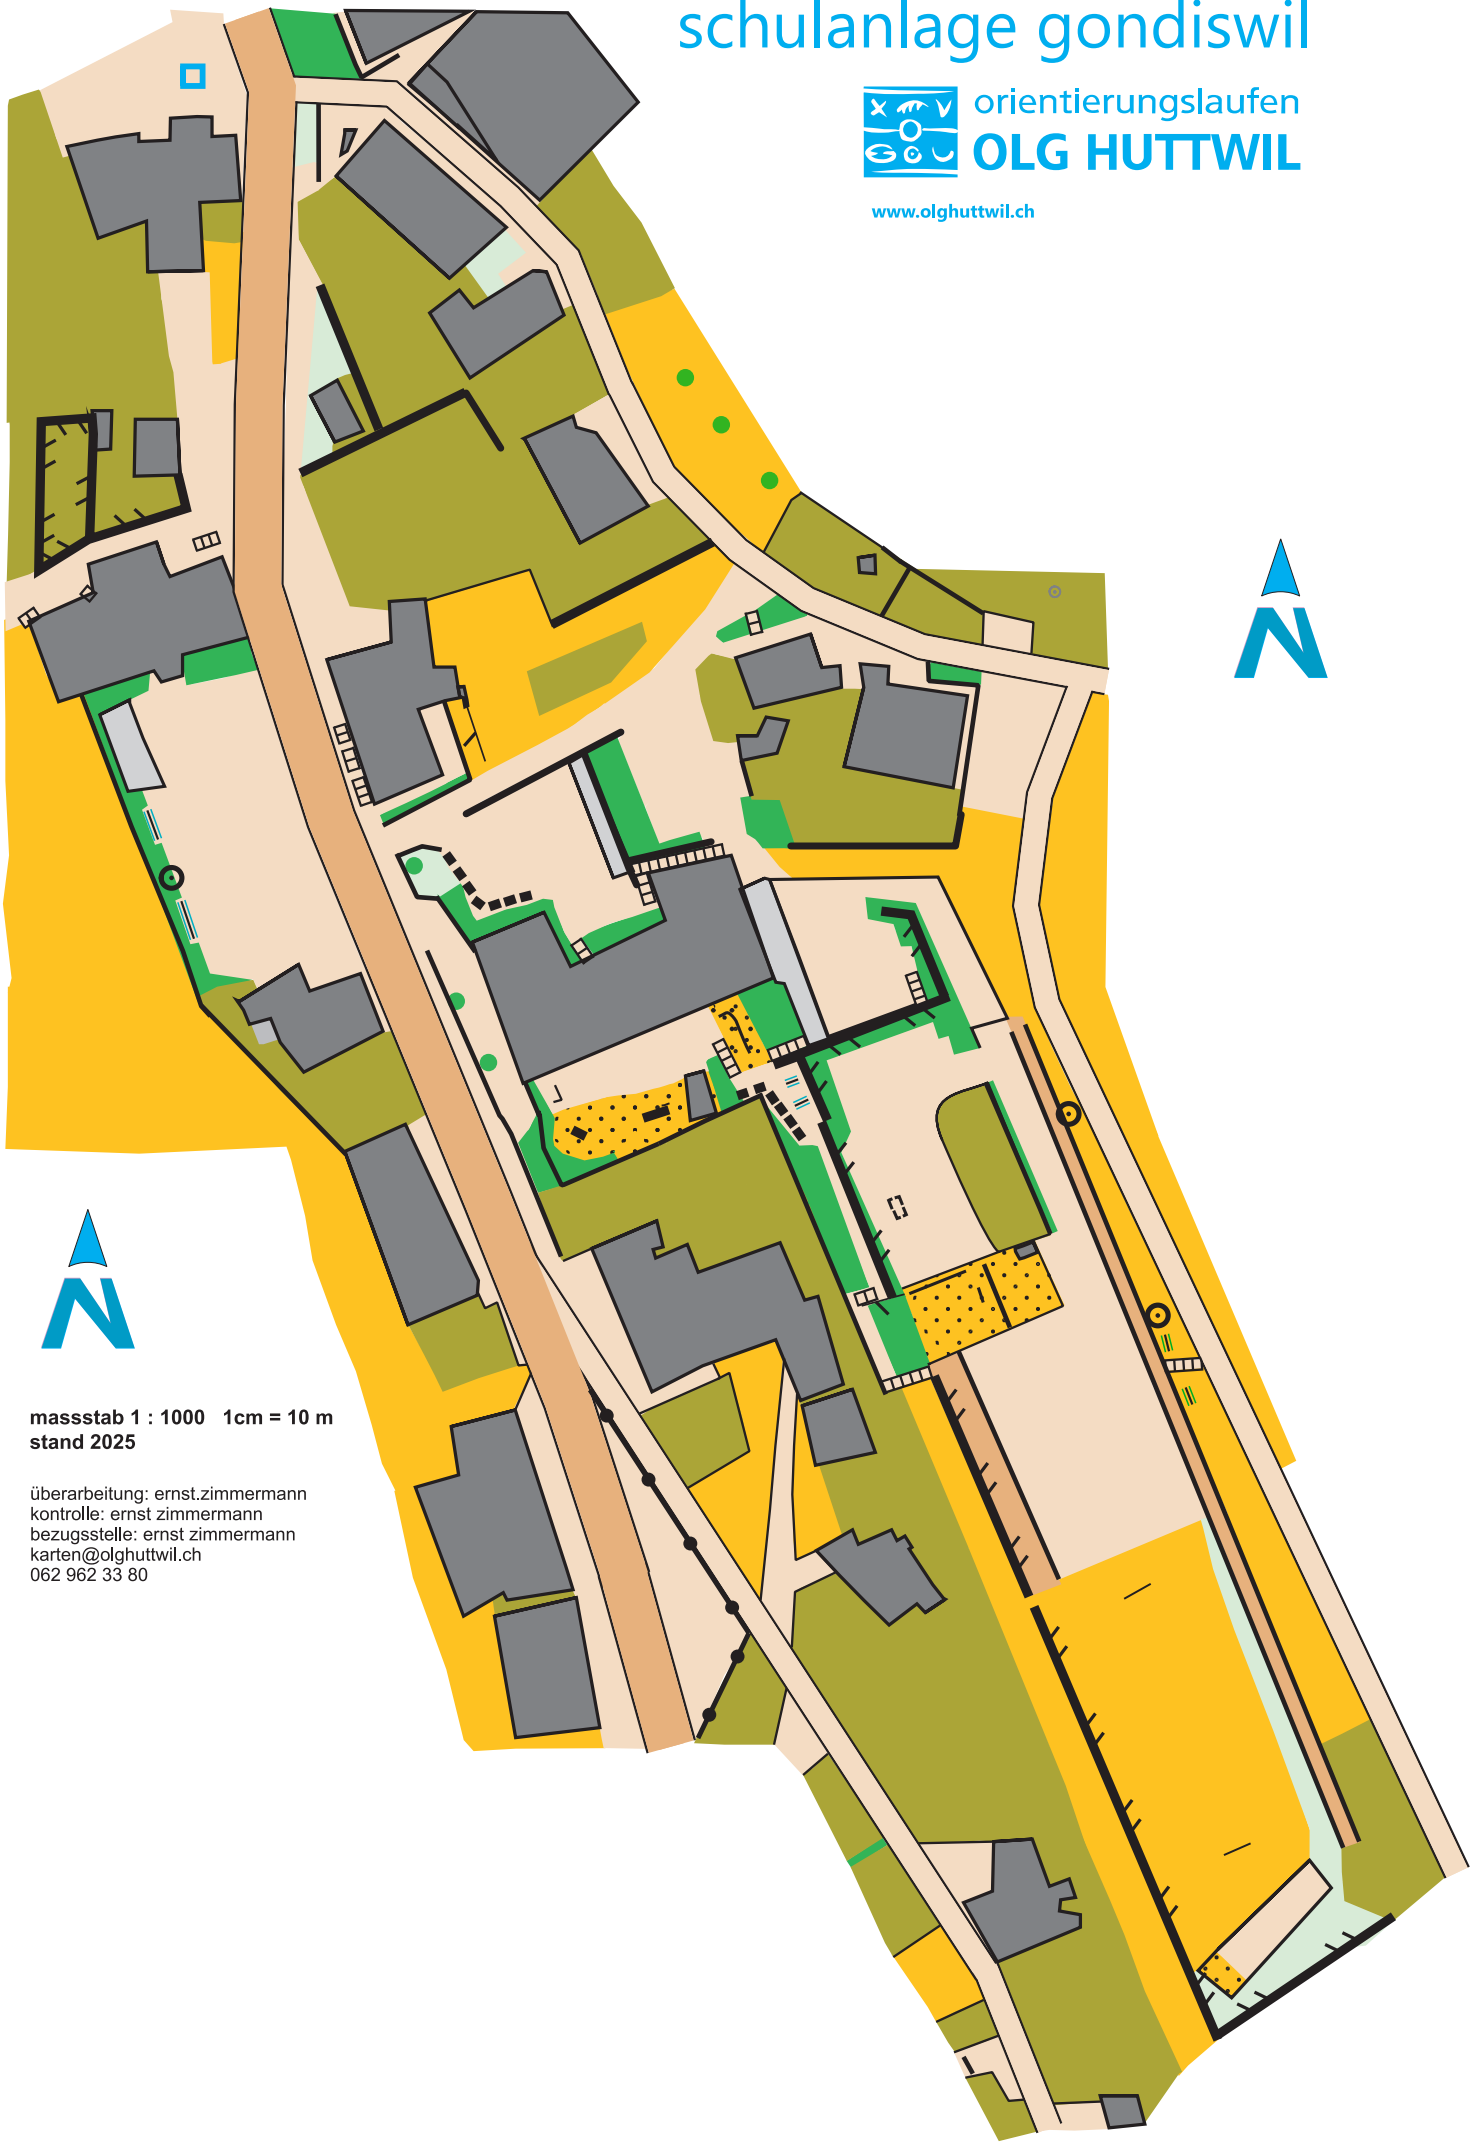 schulanlage gondiswil
orientierungslaufen
OLG HUTTWIL
www.olghuttwil.ch
N
N
massstab 1 : 1000 1cm = 10 m
stand 2025
überarbeitung: ernst.zimmermann
kontrolle: ernst zimmermann
bezugsstelle: ernst zimmermann
karten@olghuttwil.ch
062 962 33 80